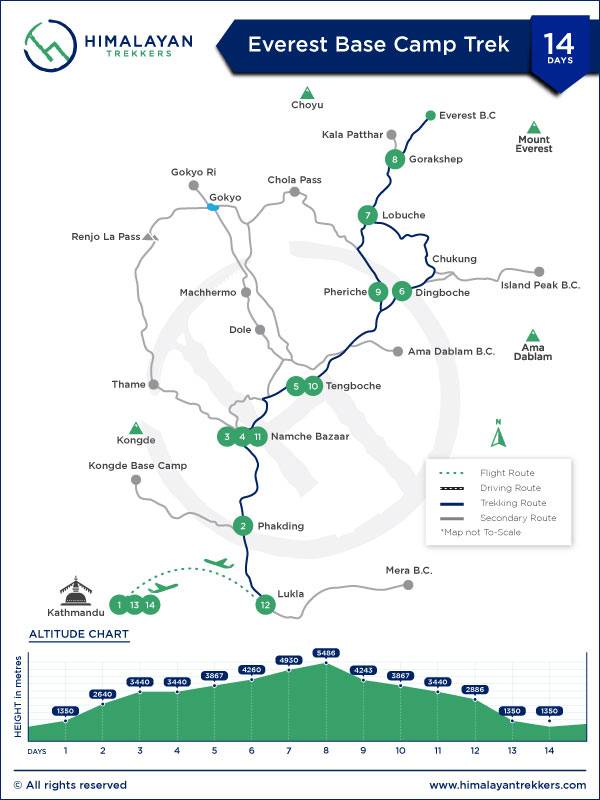 HIMALAYAN
TREKKERS
Everest Base Camp Trek
14
DAYS
Choyu
Everest B.C
Kala Patthar
Mount
Everest
8
Gorakshep
Gokyo Ri
Chola Pass
Gokyo
7
Lobuche
Renjo La Pass
Chukung
Island Peak B.C.
Machhermo
Pheriche
9
6
Dingboche
Dole
Ama
Dablam
Ama Dablam B.C.
Thame
5
10
Tengboche
Kongde
3
4
11
Namche Bazaar
N
Kongde Base Camp
Flight Route
Driving Route
Trekking Route
Secondary Route
*Map not To-Scale
2
Phakding
Mera B.C.
Lukla
12
Kathmandu
1
13
14
ALTITUDE CHART
HEIGHT in metres
1350
2640
3440
3440
3867
4260
4930
5486
4243
3867
3440
2886
1350
1350
DAYS 1 2 3 4 5 6 7 8 9 10 11 12 13 14
© All rights reserved
www.himalayantrekkers.com